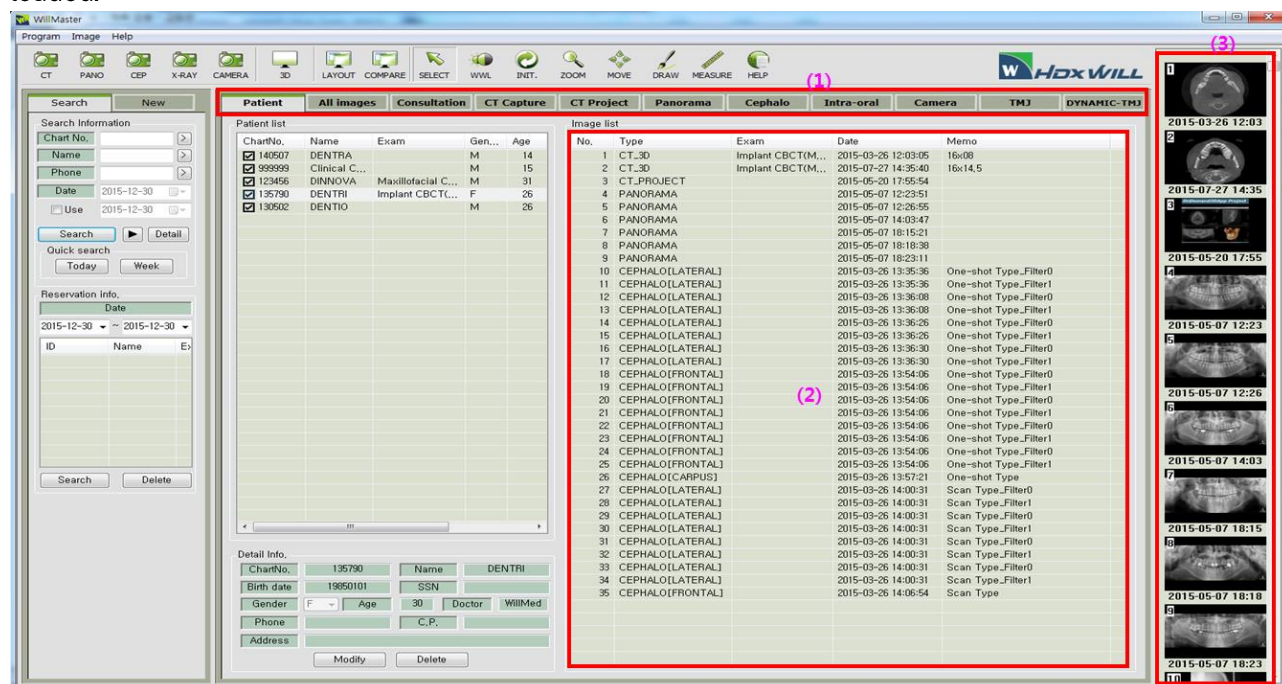 WillMaster
Program Image Help
CT PANO CEP X-RAY CAMERA 3D LAYOUT COMPARE SELECT WWL INIT. ZOOM MOVE DRAW MEASURE HELP
W HDXWILL
(1)
(3)
Search New
Patient All images Consultation CT Capture CT Project Panorama Cephalo Intra-oral Camera TMJ DYNAMIC-TMJ
Search Information
Chart No. >
Name >
Phone >
Date 2015-12-30
Use 2015-12-30
Search Detail
Quick search
Today Week
Reservation Info.
Date
2015-12-30 ~ 2015-12-30
ID Name Ex
Search Delete
Patient list
ChartNo. Name Exam Gen... Age
140507 DENTRA M 14
999999 Clinical C... M 15
123456 DINNOVA Maxillofacial C... M 31
135790 DENTRI Implant CBCT(... F 26
130502 DENTIO M 26
Detail Info.
ChartNo. 135790 Name DENTRI
Birth date 19850101 SSN
Gender F Age 30 Doctor WillMed
Phone C.P.
Address
Modify Delete
Image list
No. Type Exam Date Memo
1 CT_3D Implant CBCT(M... 2015-03-26 12:03:05 16x08
2 CT_3D Implant CBCT(M... 2015-07-27 14:35:40 16x14,5
3 CT_PROJECT 2015-05-20 17:55:54
4 PANORAMA 2015-05-07 12:23:51
5 PANORAMA 2015-05-07 12:26:55
6 PANORAMA 2015-05-07 14:03:47
7 PANORAMA 2015-05-07 18:15:21
8 PANORAMA 2015-05-07 18:18:38
9 PANORAMA 2015-05-07 18:23:11
10 CEPHALO[LATERAL] 2015-03-26 13:35:36 One-shot Type_Filter0
11 CEPHALO[LATERAL] 2015-03-26 13:35:36 One-shot Type_Filter1
12 CEPHALO[LATERAL] 2015-03-26 13:36:08 One-shot Type_Filter0
13 CEPHALO[LATERAL] 2015-03-26 13:36:08 One-shot Type_Filter1
14 CEPHALO[LATERAL] 2015-03-26 13:36:26 One-shot Type_Filter0
15 CEPHALO[LATERAL] 2015-03-26 13:36:26 One-shot Type_Filter1
16 CEPHALO[LATERAL] 2015-03-26 13:36:30 One-shot Type_Filter0
17 CEPHALO[LATERAL] 2015-03-26 13:36:30 One-shot Type_Filter1
18 CEPHALO[FRONTAL] 2015-03-26 13:54:06 One-shot Type_Filter0
19 CEPHALO[FRONTAL] 2015-03-26 13:54:06 One-shot Type_Filter1
20 CEPHALO[FRONTAL] 2015-03-26 13:54:06 One-shot Type_Filter0
21 CEPHALO[FRONTAL] 2015-03-26 13:54:06 One-shot Type_Filter1
22 CEPHALO[FRONTAL] 2015-03-26 13:54:06 One-shot Type_Filter0
23 CEPHALO[FRONTAL] 2015-03-26 13:54:06 One-shot Type_Filter1
24 CEPHALO[FRONTAL] 2015-03-26 13:54:06 One-shot Type_Filter0
25 CEPHALO[FRONTAL] 2015-03-26 13:54:06 One-shot Type_Filter1
26 CEPHALO[CARPUS] 2015-03-26 13:57:21 One-shot Type
27 CEPHALO[LATERAL] 2015-03-26 14:00:31 Scan Type_Filter0
28 CEPHALO[LATERAL] 2015-03-26 14:00:31 Scan Type_Filter1
29 CEPHALO[LATERAL] 2015-03-26 14:00:31 Scan Type_Filter0
30 CEPHALO[LATERAL] 2015-03-26 14:00:31 Scan Type_Filter1
31 CEPHALO[LATERAL] 2015-03-26 14:00:31 Scan Type_Filter0
32 CEPHALO[LATERAL] 2015-03-26 14:00:31 Scan Type_Filter1
33 CEPHALO[LATERAL] 2015-03-26 14:00:31 Scan Type_Filter0
34 CEPHALO[LATERAL] 2015-03-26 14:00:31 Scan Type_Filter1
35 CEPHALO[FRONTAL] 2015-03-26 14:06:54 Scan Type
(2)
1
2015-03-26 12:03
2
2015-07-27 14:35
3
2015-05-20 17:55
4
2015-05-07 12:23
5
2015-05-07 12:26
6
2015-05-07 14:03
7
2015-05-07 18:15
8
2015-05-07 18:18
9
2015-05-07 18:23
10